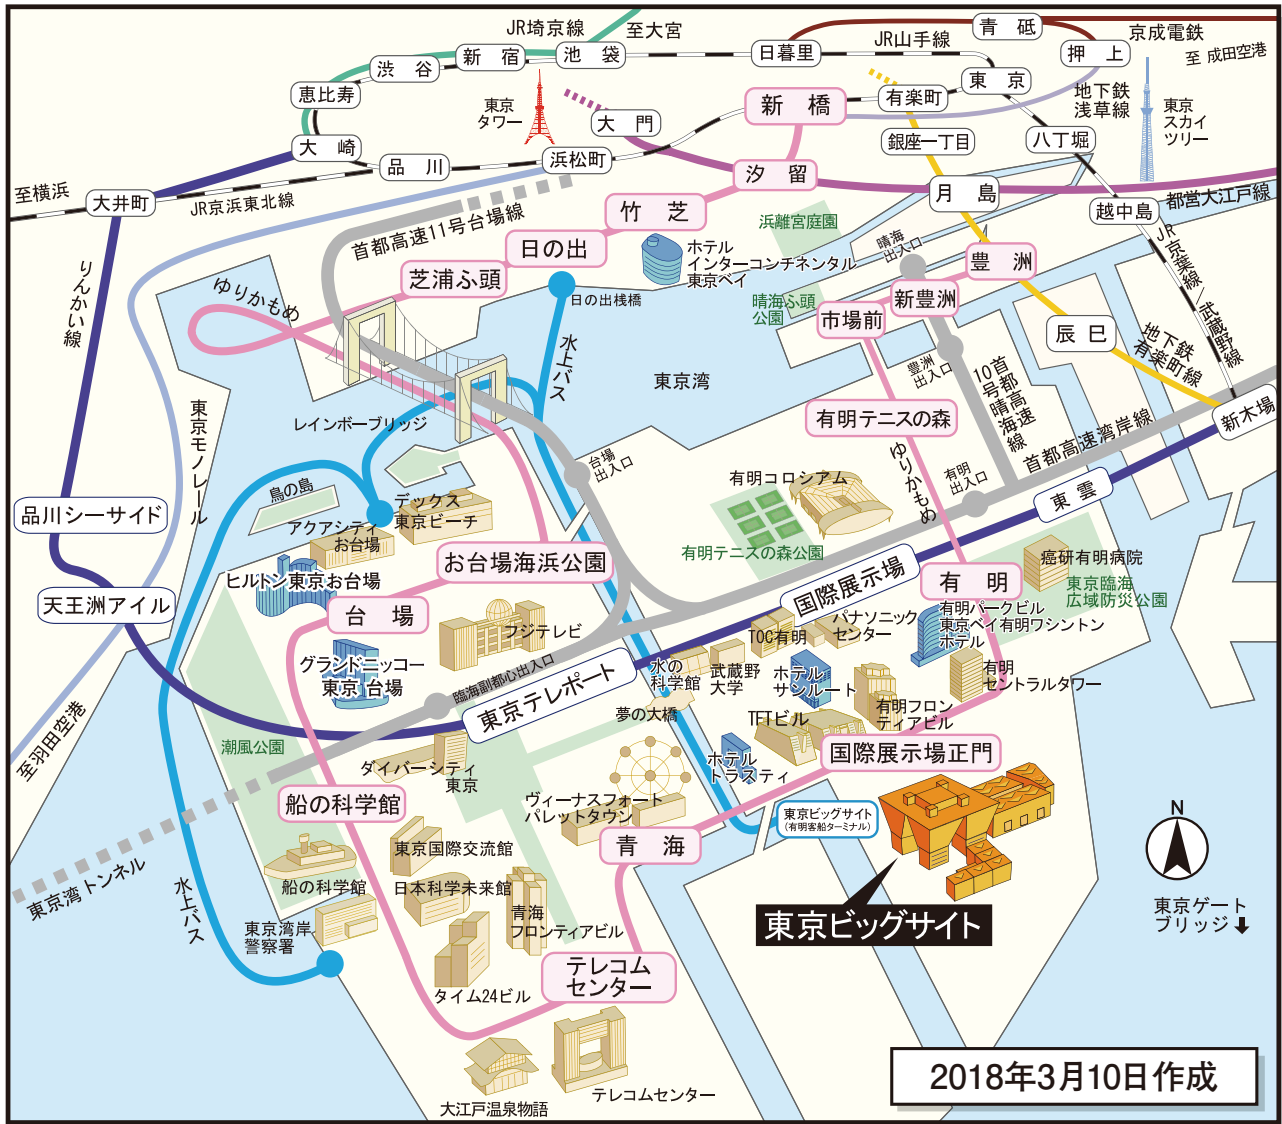 JR埼京線
至大宮
JR山手線
青砥
京成電鉄
至 成田空港
新宿
池袋
日暮里
押上
渋谷
恵比寿
東京
タワー
大門
新橋
有楽町
東京
地下鉄
浅草線
東京
スカイ
ツリー
大崎
品川
浜松町
銀座一丁目
八丁堀
至横浜
大井町
JR京浜東北線
首都高速11号台場線
竹芝
汐留
月島
越中島
都営大江戸線
浜離宮庭園
晴海
出入口
りんかい線
ゆりかもめ
芝浦ふ頭
日の出
ホテル
インターコンチネンタル
東京ベイ
日の出桟橋
晴海ふ頭
公園
市場前
新豊洲
豊洲
JR京葉線/武蔵野線
辰巳
地下鉄
有楽町線
豊洲
出入口
10号晴海線
首都高速
水上バス
東京湾
レインボーブリッジ
東京モノレール
有明テニスの森
ゆりかもめ
首都高速湾岸線
新木場
台場
出入口
有明コロシアム
有明
出入口
東雲
鳥の島
デックス
東京ビーチ
アクアシティ
お台場
品川シーサイド
有明テニスの森公園
国際展示場
癌研有明病院
東京臨海
広域防災公園
有明
天王洲アイル
ヒルトン東京お台場
お台場海浜公園
台場
フジテレビ
グランドニッコー
東京 台場
臨海副都心出入口
東京テレポート
水の
科学館
武蔵野
大学
TOC有明
パナソニック
センター
有明パークビル
東京ベイ有明ワシントン
ホテル
有明
セントラルタワー
ホテル
サンルート
有明フロン
ティアビル
夢の大橋
TFTビル
国際展示場正門
至羽田空港
潮風公園
ダイバーシティ
東京
ホテル
トラスティ
船の科学館
ヴィーナスフォート
パレットタウン
青海
東京ビッグサイト
(有明客船ターミナル)
東京湾トンネル
水上バス
船の科学館
東京国際交流館
日本科学未来館
青海
フロンティアビル
東京湾岸
警察署
タイム24ビル
テレコム
センター
東京ビッグサイト
N
東京ゲート
ブリッジ
大江戸温泉物語
テレコムセンター
2018年3月10日作成